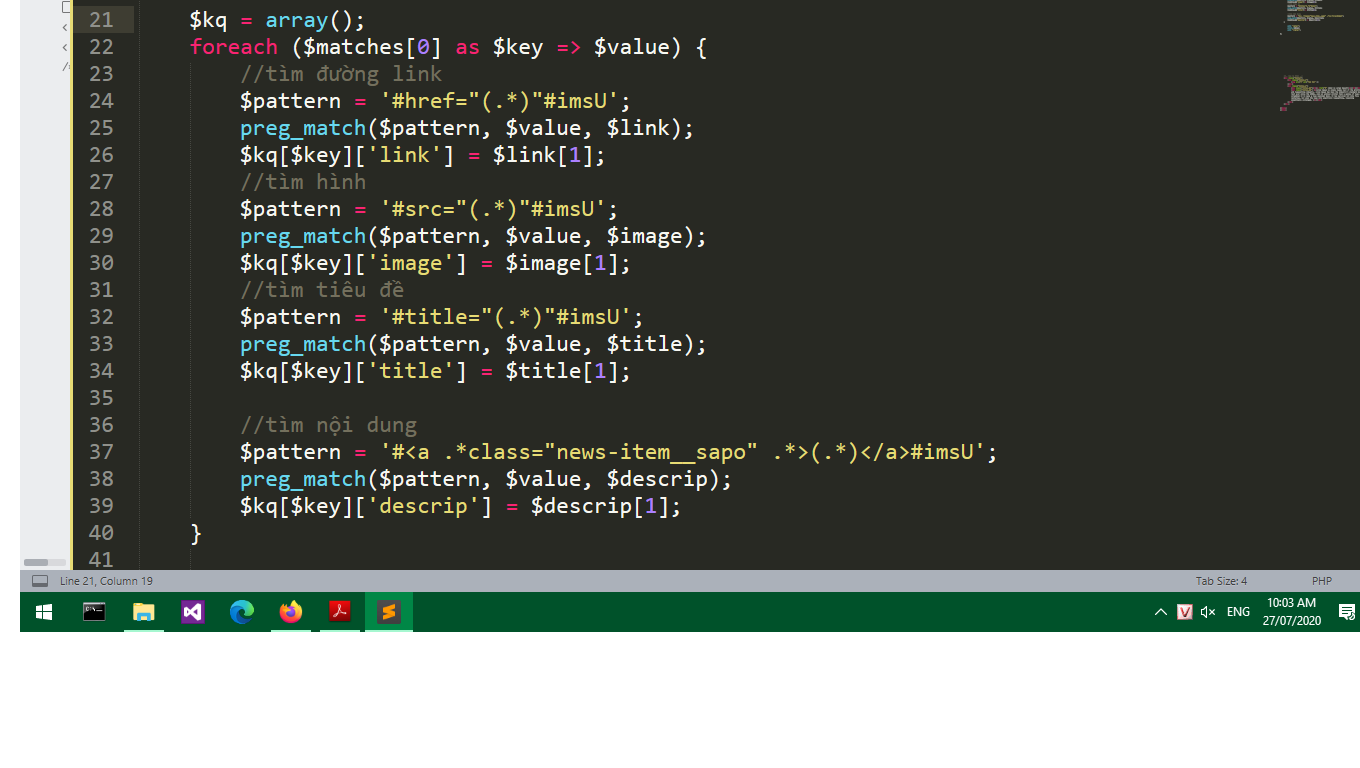 21 $kq = array();
22 foreach ($matches[0] as $key => $value) {
23 //tìm đường link
24 $pattern = '#href="(.*)"#imsU';
25 preg_match($pattern, $value, $link);
26 $kq[$key]['link'] = $link[1];
27 //tìm hình
28 $pattern = '#src="(.*)"#imsU';
29 preg_match($pattern, $value, $image);
30 $kq[$key]['image'] = $image[1];
31 //tìm tiêu đề
32 $pattern = '#title="(.*)"#imsU';
33 preg_match($pattern, $value, $title);
34 $kq[$key]['title'] = $title[1];
35
36 //tìm nội dung
37 $pattern = '#<a .*class="news-item__sapo" .*>(.*)</a>#imsU';
38 preg_match($pattern, $value, $descrip);
39 $kq[$key]['descrip'] = $descrip[1];
40 }
41
Line 21, Column 19 Tab Size: 4 PHP
ENG 10:03 AM
27/07/2020